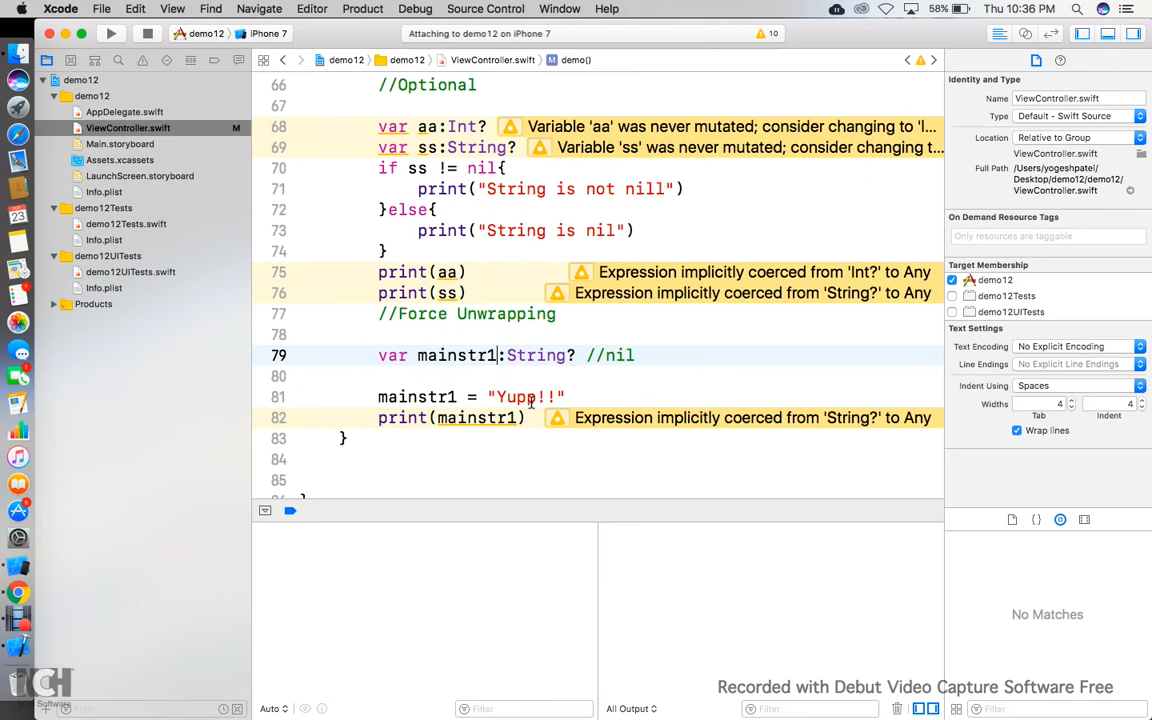 Xcode File Edit View Find Navigate Editor Product Debug Source Control Window Help 58% Thu 10:36 PM
demo12 iPhone 7 Attaching to demo12 on iPhone 7 10
demo12 demo12 ViewController.swift demo()
demo12
demo12
AppDelegate.swift
ViewController.swift M
Main.storyboard
Assets.xcassets
LaunchScreen.storyboard
Info.plist
demo12Tests
demo12Tests.swift
Info.plist
demo12UITests
demo12UITests.swift
Info.plist
Products
66 //Optional
67
68 var aa:Int? Variable 'aa' was never mutated; consider changing to 'l...
69 var ss:String? Variable 'ss' was never mutated; consider changing to...
70 if ss != nil{
71 print("String is not nill")
72 }else{
73 print("String is nil")
74 }
75 print(aa) Expression implicitly coerced from 'Int?' to Any
76 print(ss) Expression implicitly coerced from 'String?' to Any
77 //Force Unwrapping
78
79 var mainstr1:String? //nil
80
81 mainstr1 = "Yupp!!"
82 print(mainstr1) Expression implicitly coerced from 'String?' to Any
83 }
84
85
Identity and Type
Name ViewController.swift
Type Default - Swift Source
Location Relative to Group
ViewController.swift
Full Path /Users/yogeshpatel/
Desktop/demo12/demo12/
ViewController.swift
On Demand Resource Tags
Only resources are taggable
Target Membership
demo12
demo12Tests
demo12UITests
Text Settings
Text Encoding No Explicit Encoding
Line Endings No Explicit Line Endings
Indent Using Spaces
Widths 4 4
Tab Indent
Wrap lines
No Matches
Recorded with Debut Video Capture Software Free
NCH Software
Filter Auto Filter All Output Filter Filter